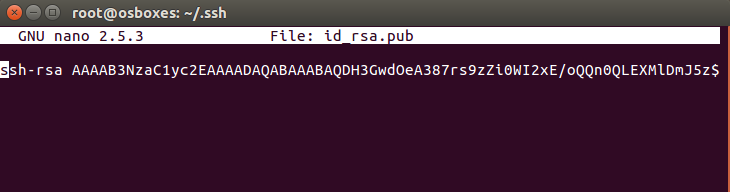 root@osboxes: ~/.ssh
GNU nano 2.5.3 File: id_rsa.pub
ssh-rsa AAAAB3NzaC1yc2EAAAADAQABAAABAQDH3GwdOeA387rs9zZi0WI2xE/oQQn0QLEXMlDmJ5z$